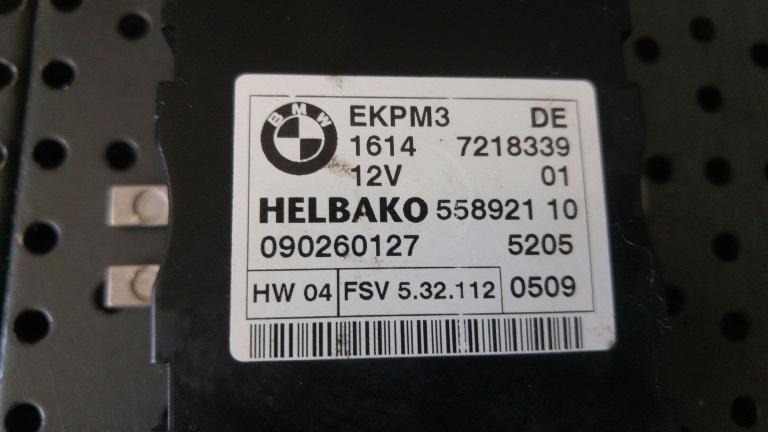 BMW
EKPM3 DE
1614 7218339
12V 01
HELBAKO 558921 10
090260127 5205
HW 04 FSV 5.32.112 0509